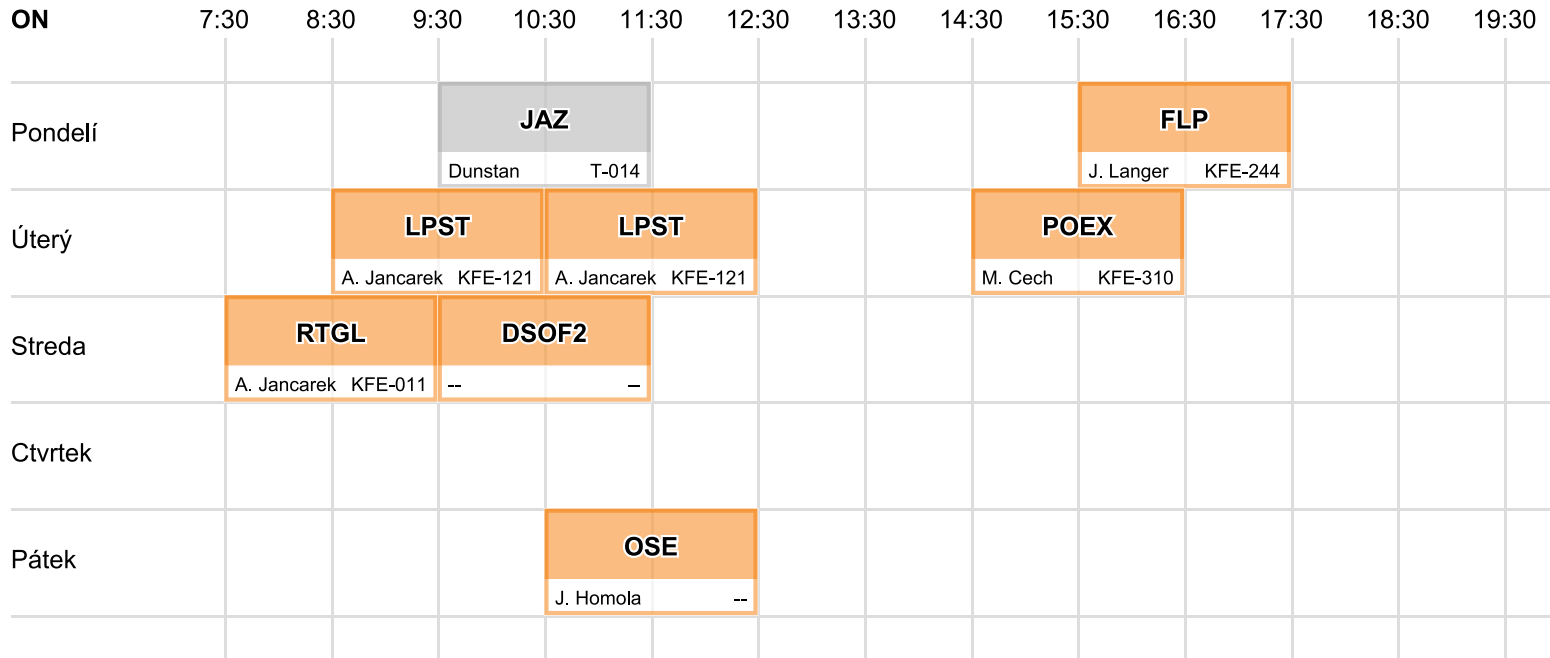 ON 7:30 8:30 9:30 10:30 11:30 12:30 13:30 14:30 15:30 16:30 17:30 18:30 19:30
Pondelí
JAZ
Dunstan T-014
FLP
J. Langer KFE-244
Úterý
LPST
A. Jancarek KFE-121
LPST
A. Jancarek KFE-121
POEX
M. Cech KFE-310
Streda
RTGL
A. Jancarek KFE-011
DSOF2
-- –
Ctvrtek
Pátek
OSE
J. Homola --